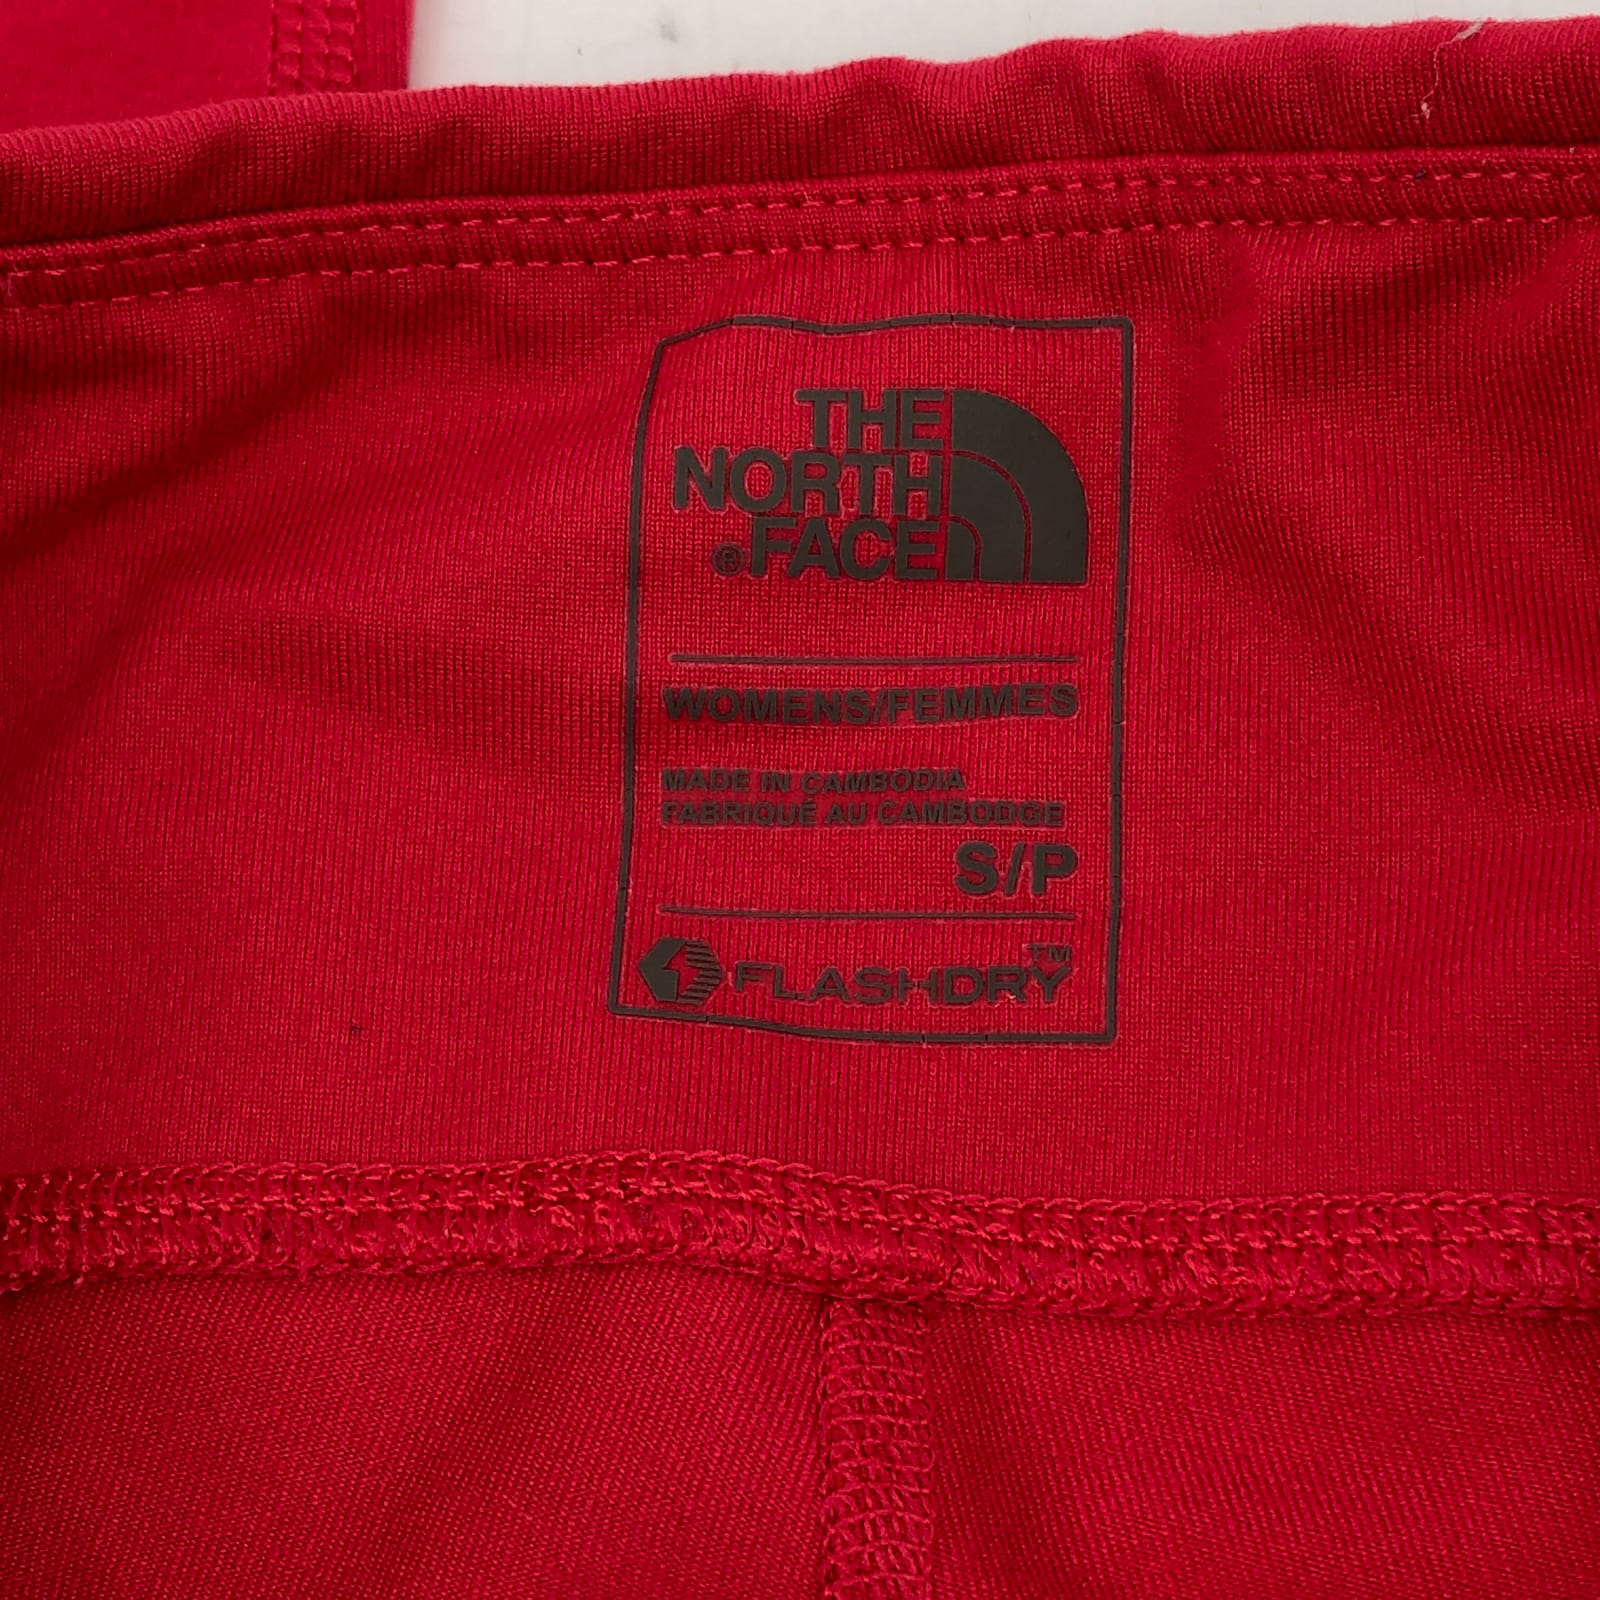 THE
NORTH
®FACE
WOMENS/FEMMES
MADE IN CAMBODIA
FABRIQUÉ AU CAMBODGE
S/P
FLASHDRY™